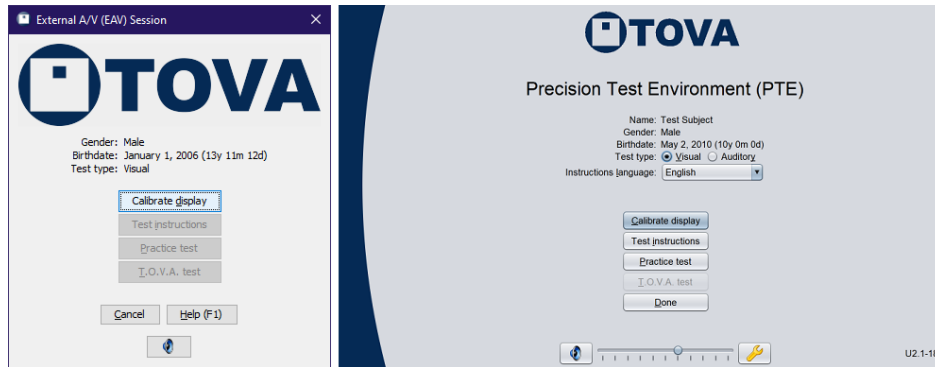 External A/V (EAV) Session
TOVA
Gender: Male
Birthdate: January 1, 2006 (13y 11m 12d)
Test type: Visual
Calibrate display
Test instructions
Practice test
T.O.V.A. test
Cancel Help (F1)
TOVA
Precision Test Environment (PTE)
Name: Test Subject
Gender: Male
Birthdate: May 2, 2010 (10y 0m 0d)
Test type: Visual Auditory
Instructions language: English
Calibrate display
Test instructions
Practice test
T.O.V.A. test
Done